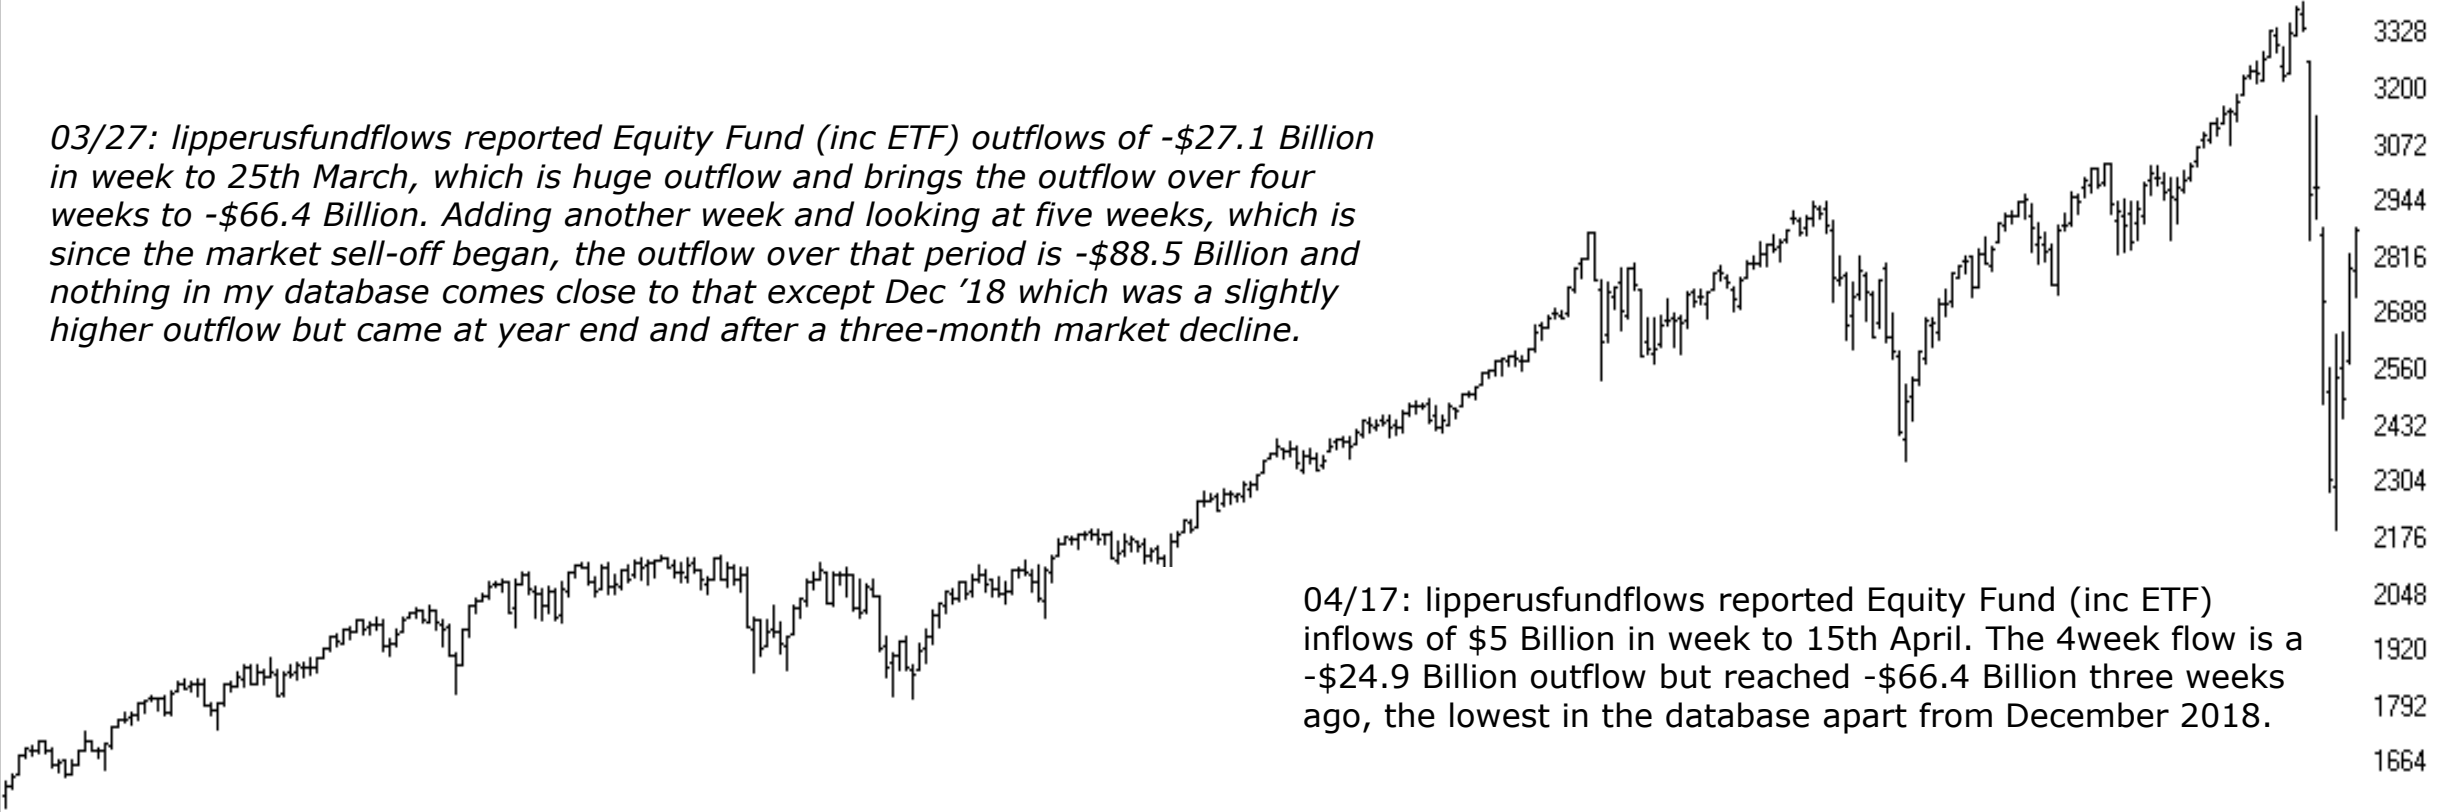 03/27: lipperusfundflows reported Equity Fund (inc ETF) outflows of -$27.1 Billion
in week to 25th March, which is huge outflow and brings the outflow over four
weeks to -$66.4 Billion. Adding another week and looking at five weeks, which is
since the market sell-off began, the outflow over that period is -$88.5 Billion and
nothing in my database comes close to that except Dec ’18 which was a slightly
higher outflow but came at year end and after a three-month market decline.
04/17: lipperusfundflows reported Equity Fund (inc ETF)
inflows of $5 Billion in week to 15th April. The 4week flow is a
-$24.9 Billion outflow but reached -$66.4 Billion three weeks
ago, the lowest in the database apart from December 2018.
3328
3200
3072
2944
2816
2688
2560
2432
2304
2176
2048
1920
1792
1664